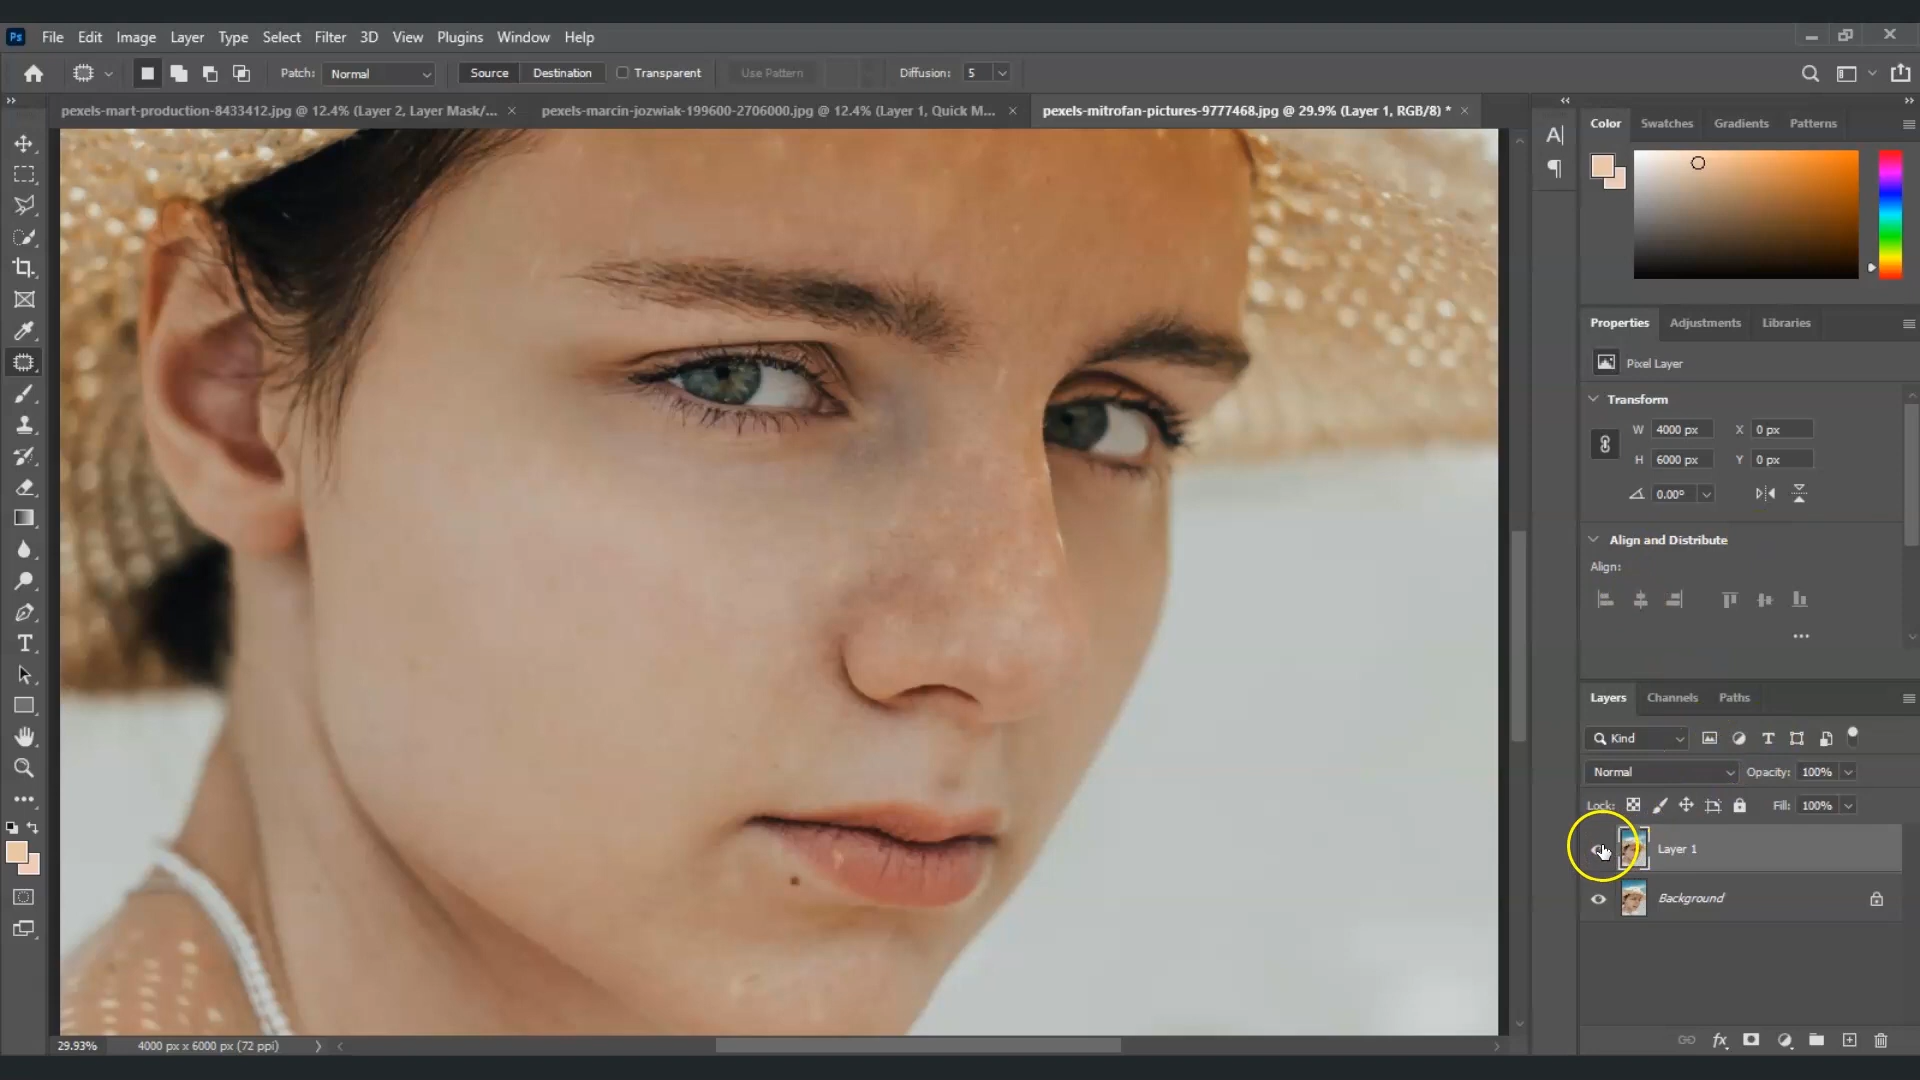 Ps File Edit Image Layer Type Select Filter 3D View Plugins Window Help
Patch: Normal Source Destination Transparent Use Pattern Diffusion: 5
pexels-mart-production-8433412.jpg @ 12.4% (Layer 2, Layer Mask/... × pexels-marcin-jozwiak-199600-2706000.jpg @ 12.4% (Layer 1, Quick M... × pexels-mitrofan-pictures-9777468.jpg @ 29.9% (Layer 1, RGB/8) * ×
Color Swatches Gradients Patterns
Properties Adjustments Libraries
Pixel Layer
Transform
W 4000 px X 0 px
H 6000 px Y 0 px
0.00°
Align and Distribute
Align:
Layers Channels Paths
Kind
Normal Opacity: 100%
Lock: Fill: 100%
Layer 1
Background
fx
29.93% 4000 px x 6000 px (72 ppi)